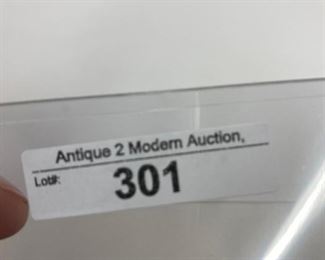 Antique 2 Modern Auction,
Lot#: 301